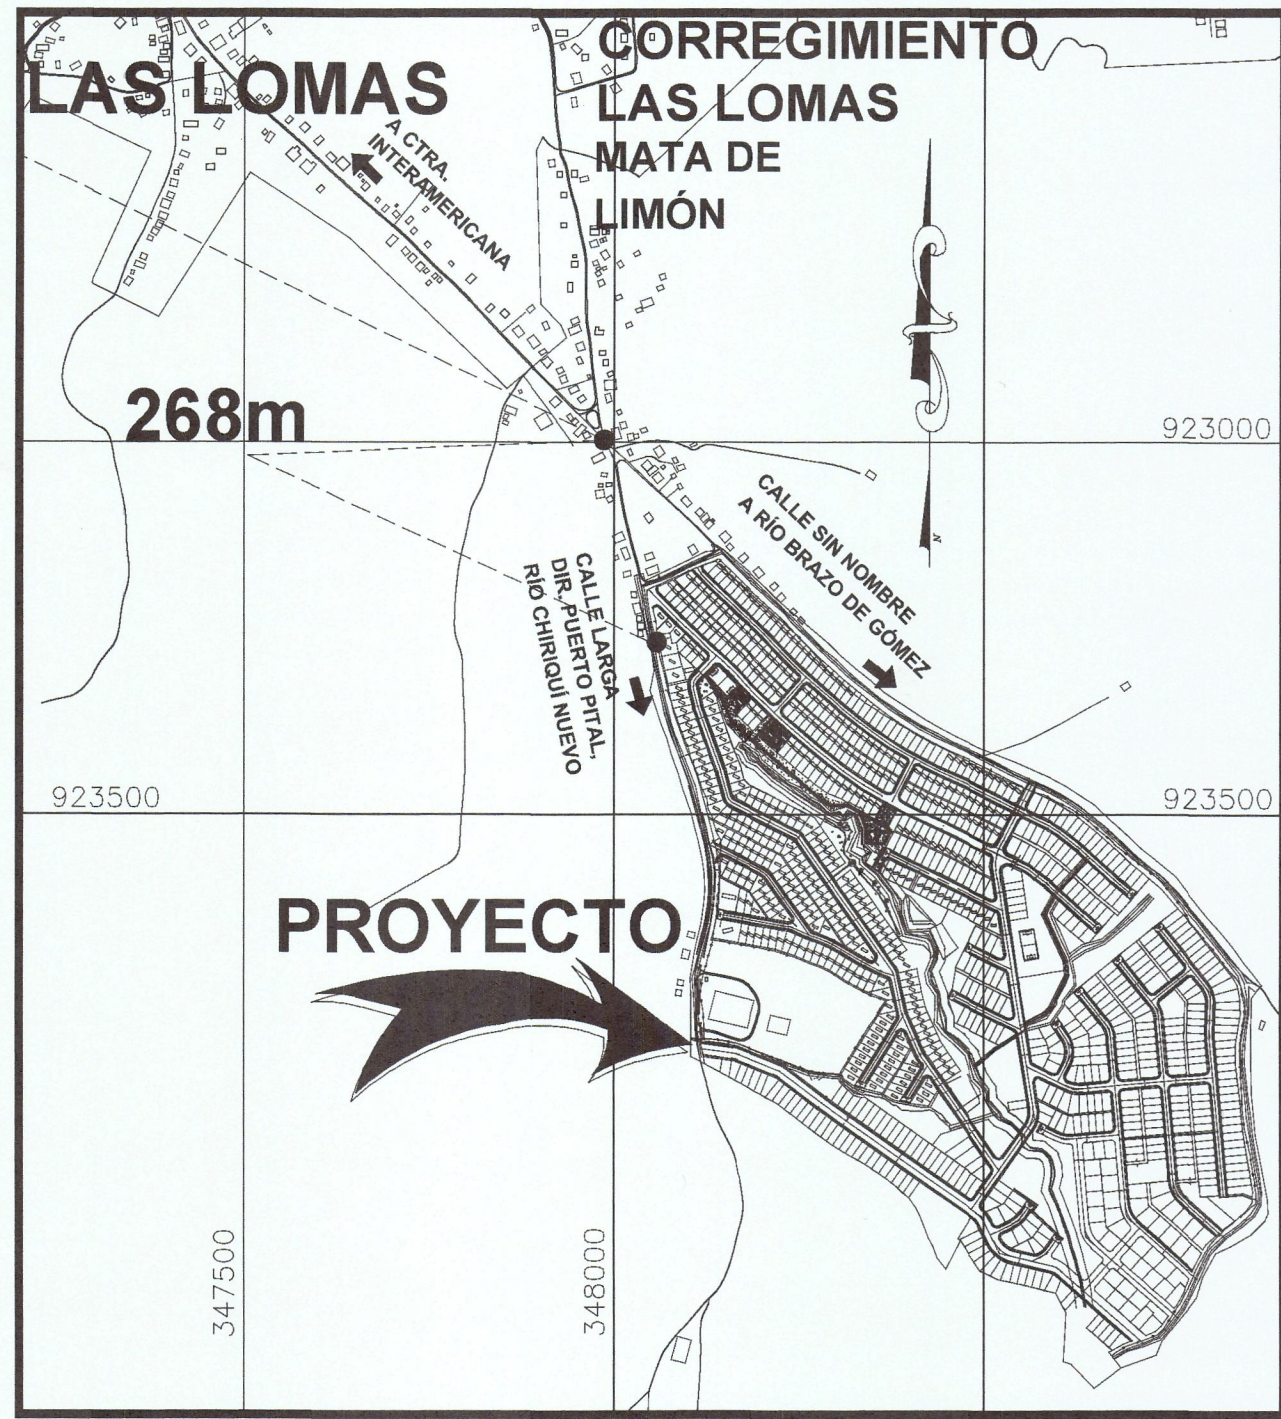 LAS LOMAS
CORREGIMIENTO
LAS LOMAS
MATA DE
LIMÓN
A CTRA.
INTERAMERICANA
268m
923000
CALLE SIN NOMBRE
A RÍO BRAZO DE GÓMEZ
N
CALLE LARGA
DIR. PUERTO PITAL,
RÍO CHIRIQUÍ NUEVO
923500
923500
PROYECTO
347500
348000